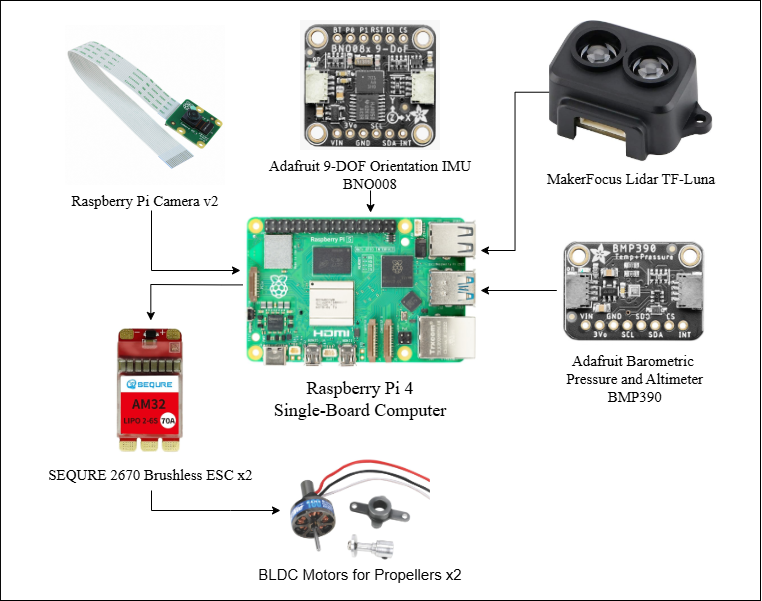 BT P0 P1 RST DI CS
BNO08x 9-DoF
3Vo SCL
VIN GND SDA INT
Adafruit 9-DOF Orientation IMU
BNO008
MakerFocus Lidar TF-Luna
Raspberry Pi Camera v2
Raspberry Pi 5
HDMI
BMP390
Temp+Pressure
VIN GND SDO CS
3Vo SCL SDA INT
Raspberry Pi 4
Single-Board Computer
Adafruit Barometric
Pressure and Altimeter
BMP390
SEQURE
AM32
LIPO 2-6S 70A
SEQURE 2670 Brushless ESC x2
BLDC Motors for Propellers x2